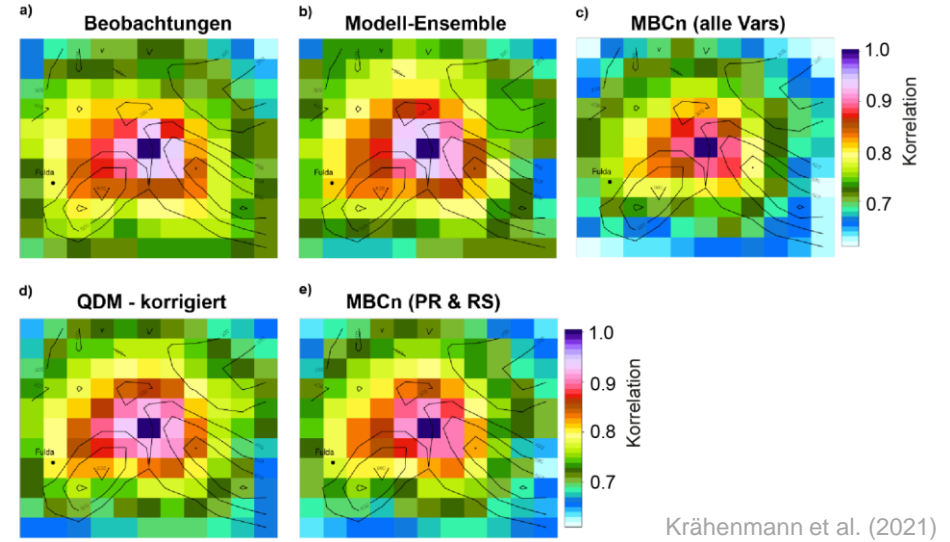 a)
Beobachtungen
b)
Modell-Ensemble
c)
MBCn (alle Vars)
Fulda
Fulda
Fulda
1.0
0.9
0.8
0.7
Korrelation
d)
QDM - korrigiert
e)
MBCn (PR & RS)
Fulda
Fulda
1.0
0.9
0.8
0.7
Korrelation
Krähenmann et al. (2021)